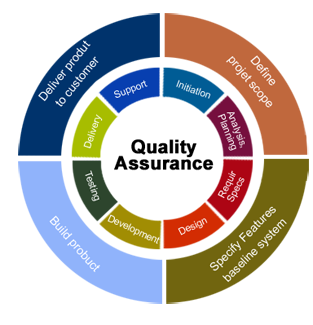 Deliver produt
to customer
Define
projet scope
Support
Initiation
Delivery
Analysis,
Planning
Quality
Assurance
Testing
Requir
Specs
Development
Design
Build product
Specify Features
baseline system